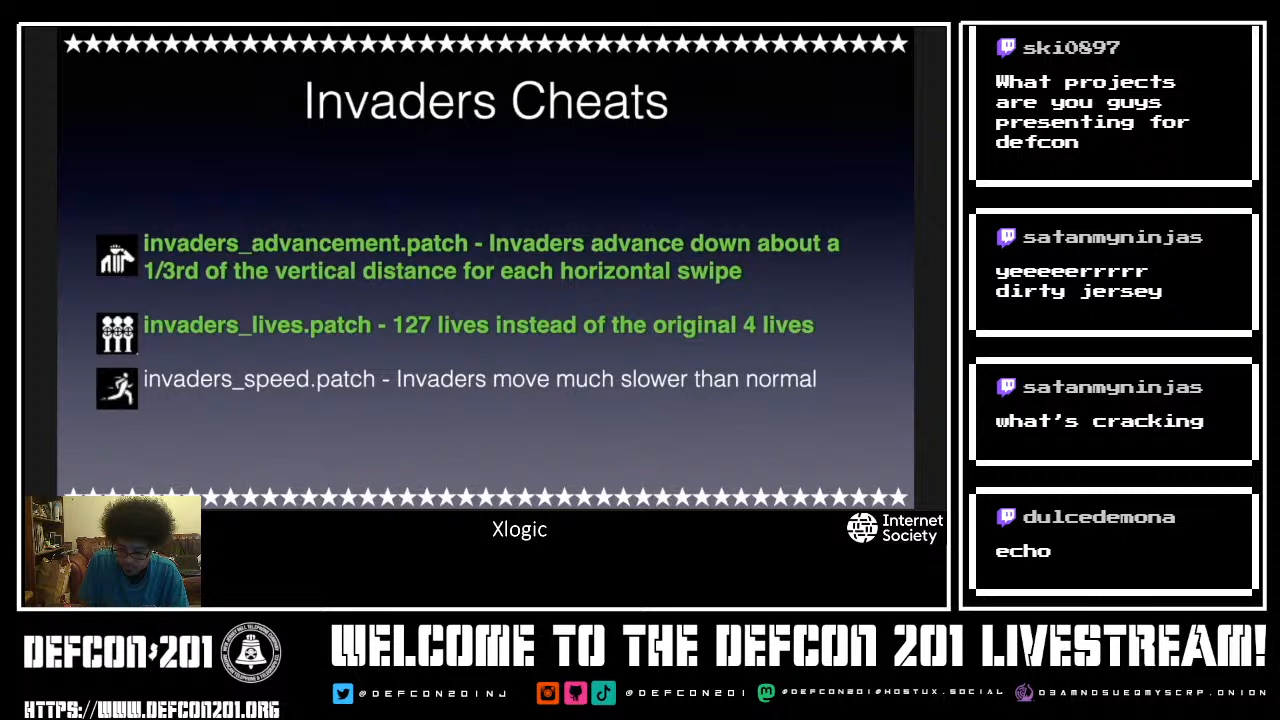 Invaders Cheats
invaders_advancement.patch - Invaders advance down about a
1/3rd of the vertical distance for each horizontal swipe
invaders_lives.patch - 127 lives instead of the original 4 lives
invaders_speed.patch - Invaders move much slower than normal
Xlogic
Internet
Society
ski0897
What projects
are you guys
presenting for
defcon
satanmyninjas
yeeeeerrrrr
dirty jersey
satanmyninjas
what's cracking
dulcedemona
echo
DEFCON201
WELCOME TO THE DEFCON 201 LIVESTREAM!
HTTPS://WWW.DEFCON201.ORG
@DEFCON201NJ
@DEFCON201
@DEFCON201@HOSTUX.SOCIAL